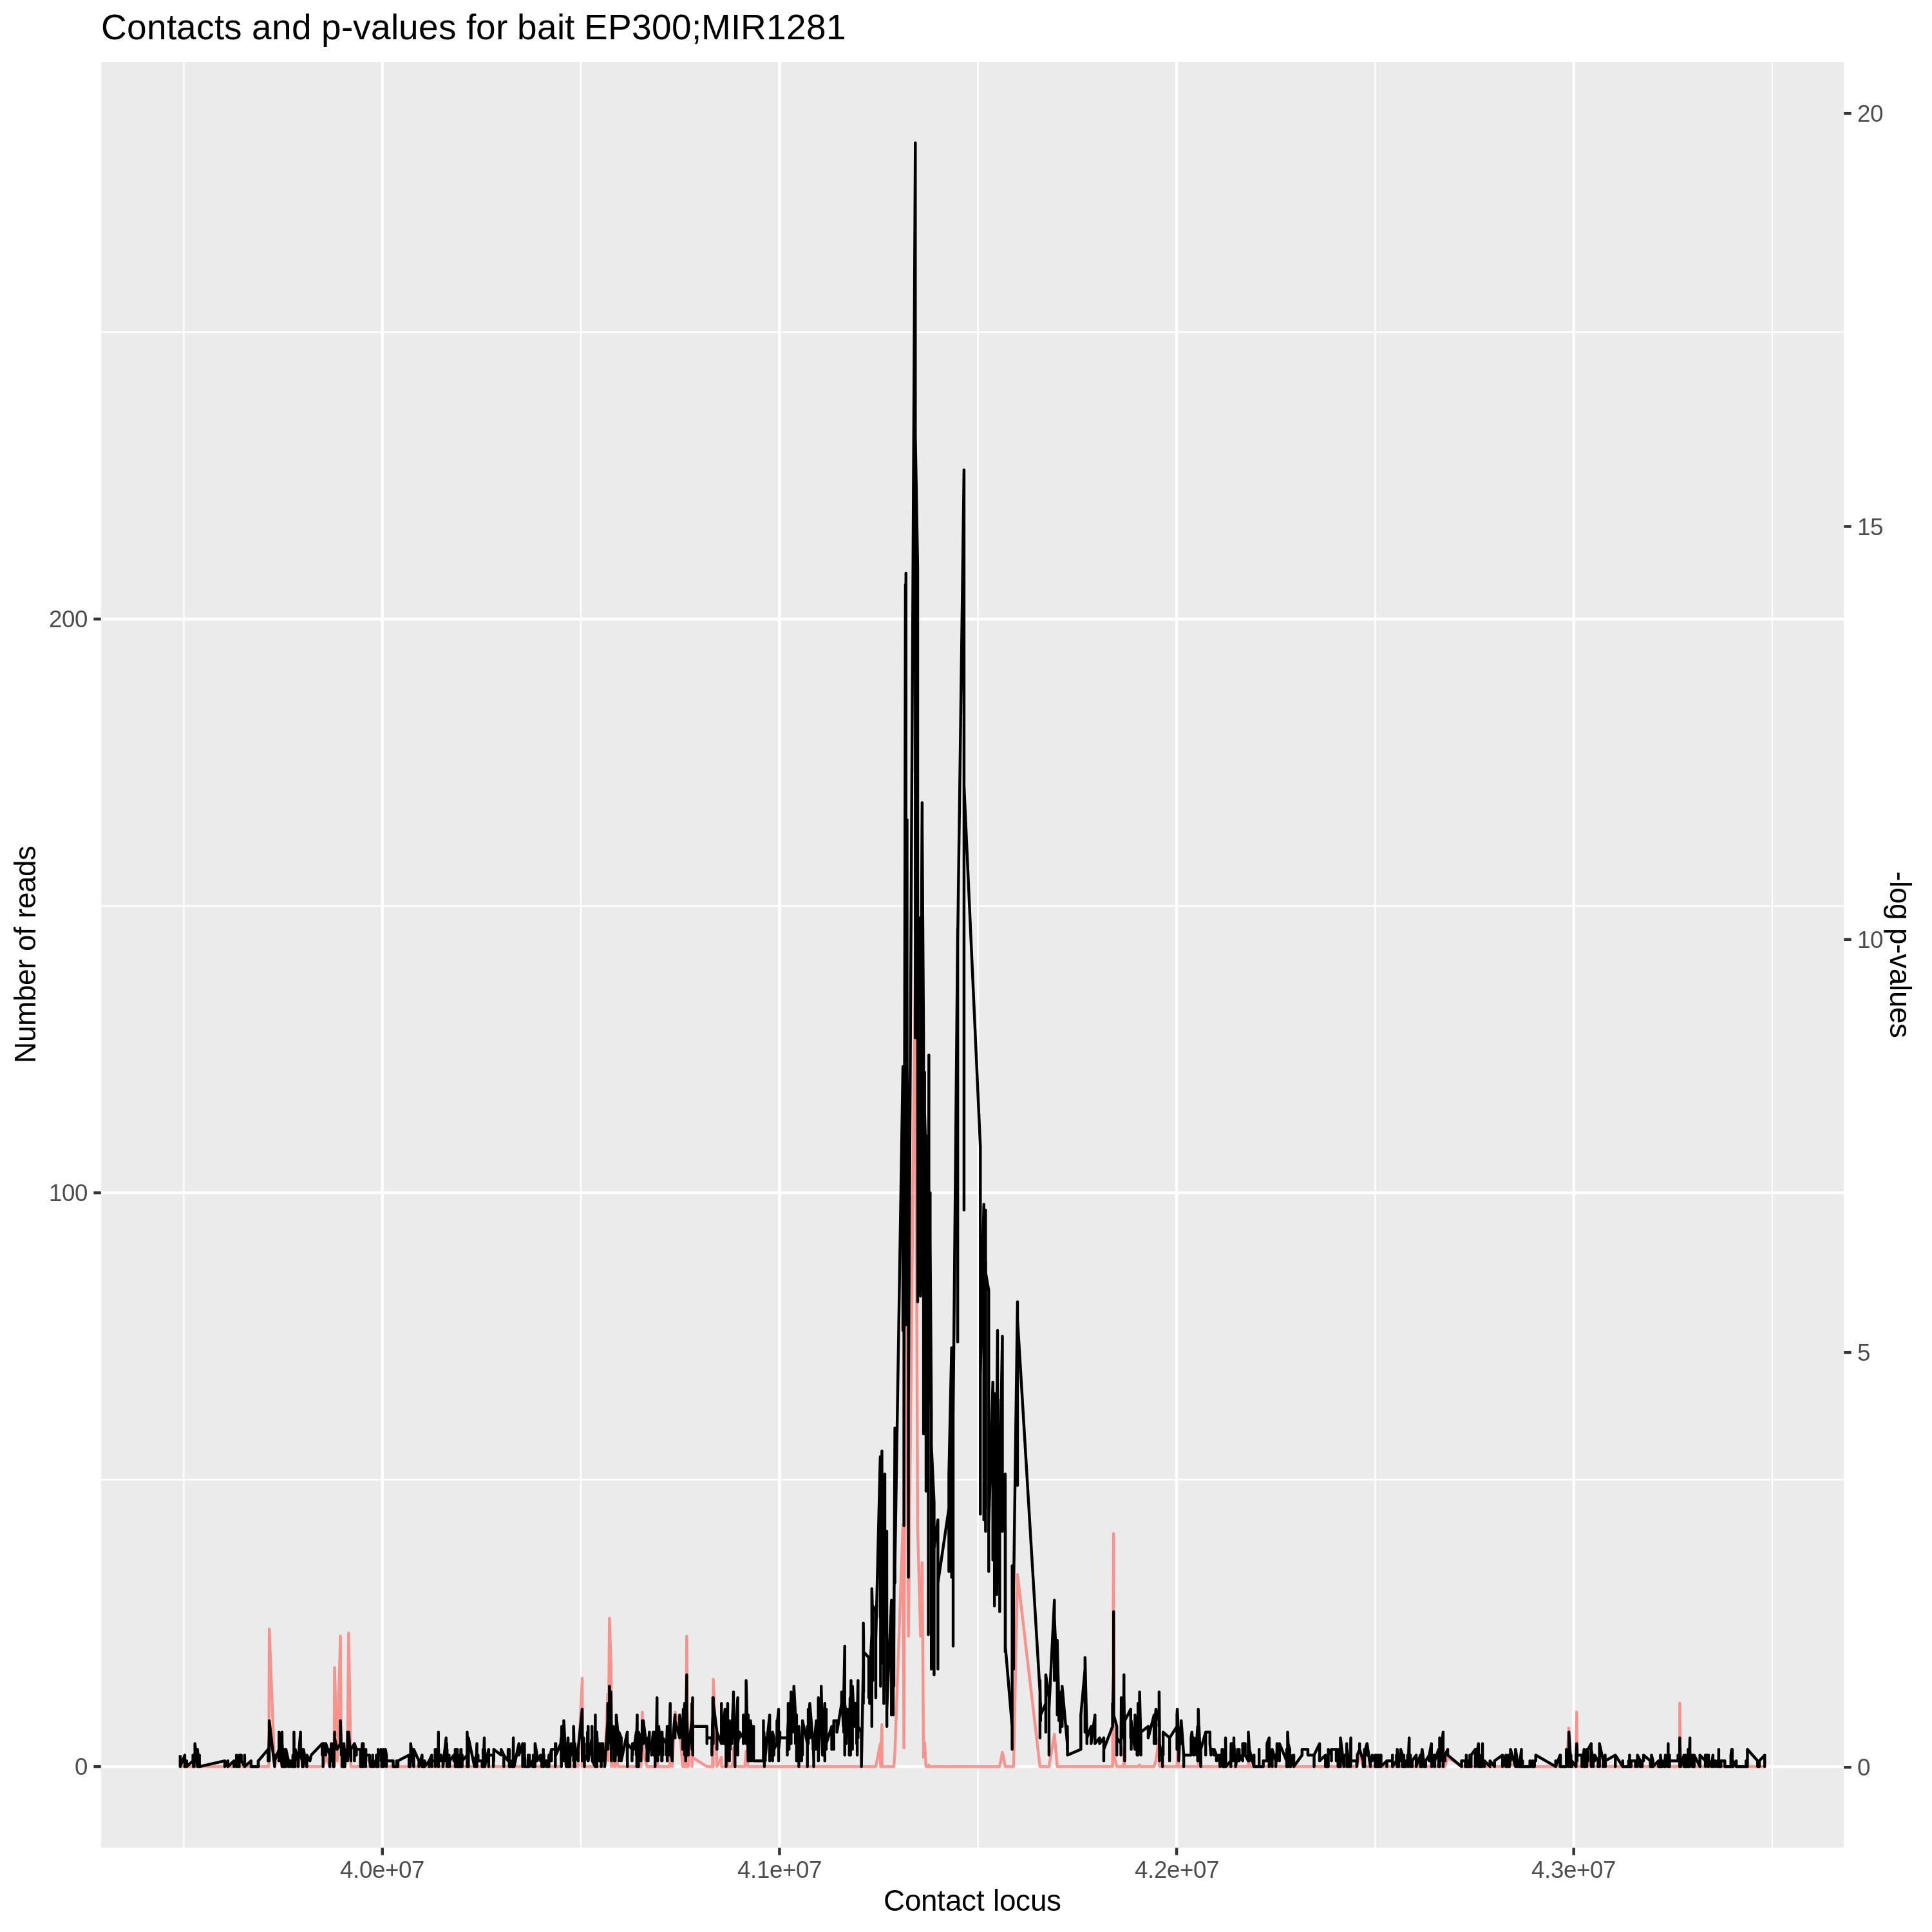 Contacts and p-values for bait EP300;MIR1281
Number of reads
200
100
0
20
15
10
5
0
-log p-values
4.0e+07
4.1e+07
4.2e+07
4.3e+07
Contact locus